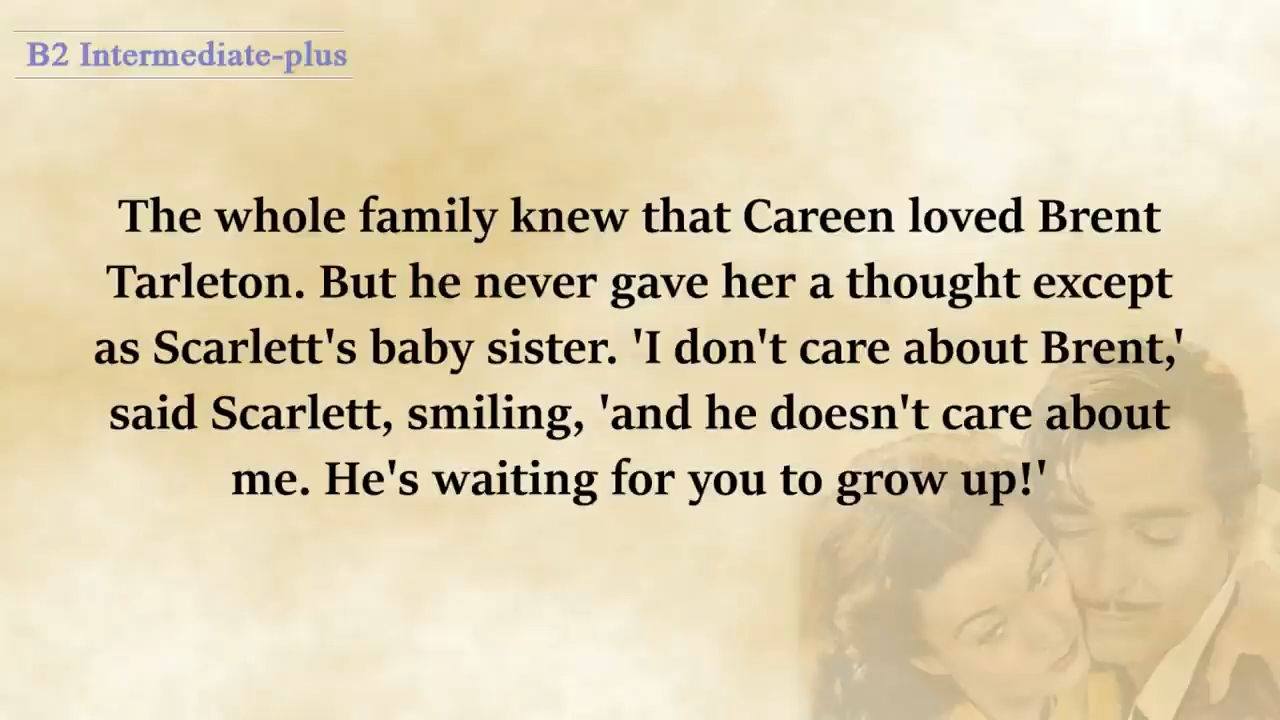 B2 Intermediate-plus
The whole family knew that Careen loved Brent
Tarleton. But he never gave her a thought except
as Scarlett's baby sister. 'I don't care about Brent,'
said Scarlett, smiling, 'and he doesn't care about
me. He's waiting for you to grow up!'